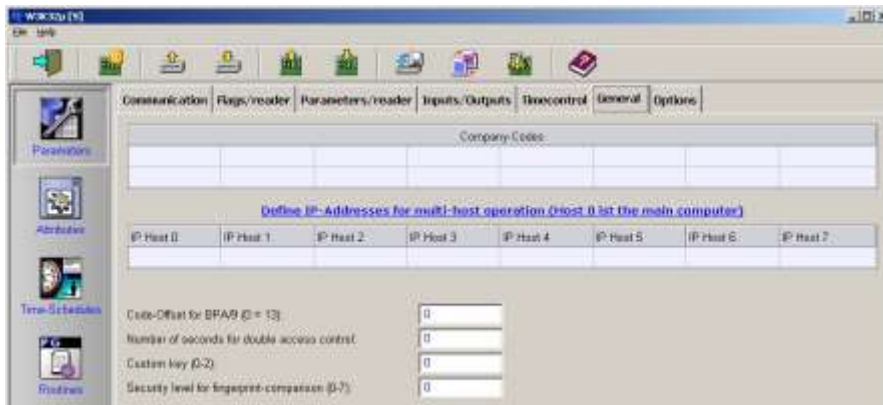 File Help
Communication Flags/reader Parameters/reader Inputs/Outputs Timecontrol General Options
Parameters
Company-Codes
Define IP-Addresses for multi-host operation (Host 0 ist the main computer)
Attributes
IP Host 0 IP Host 1 IP Host 2 IP Host 3 IP Host 4 IP Host 5 IP Host 6 IP Host 7
Time-Schedules
Code-Offset for BPA/9 (0 = 13): 0
Number of seconds for double access control: 0
Custom key (0-2): 0
Security level for fingerprint-comparison (0-7): 0
Routines